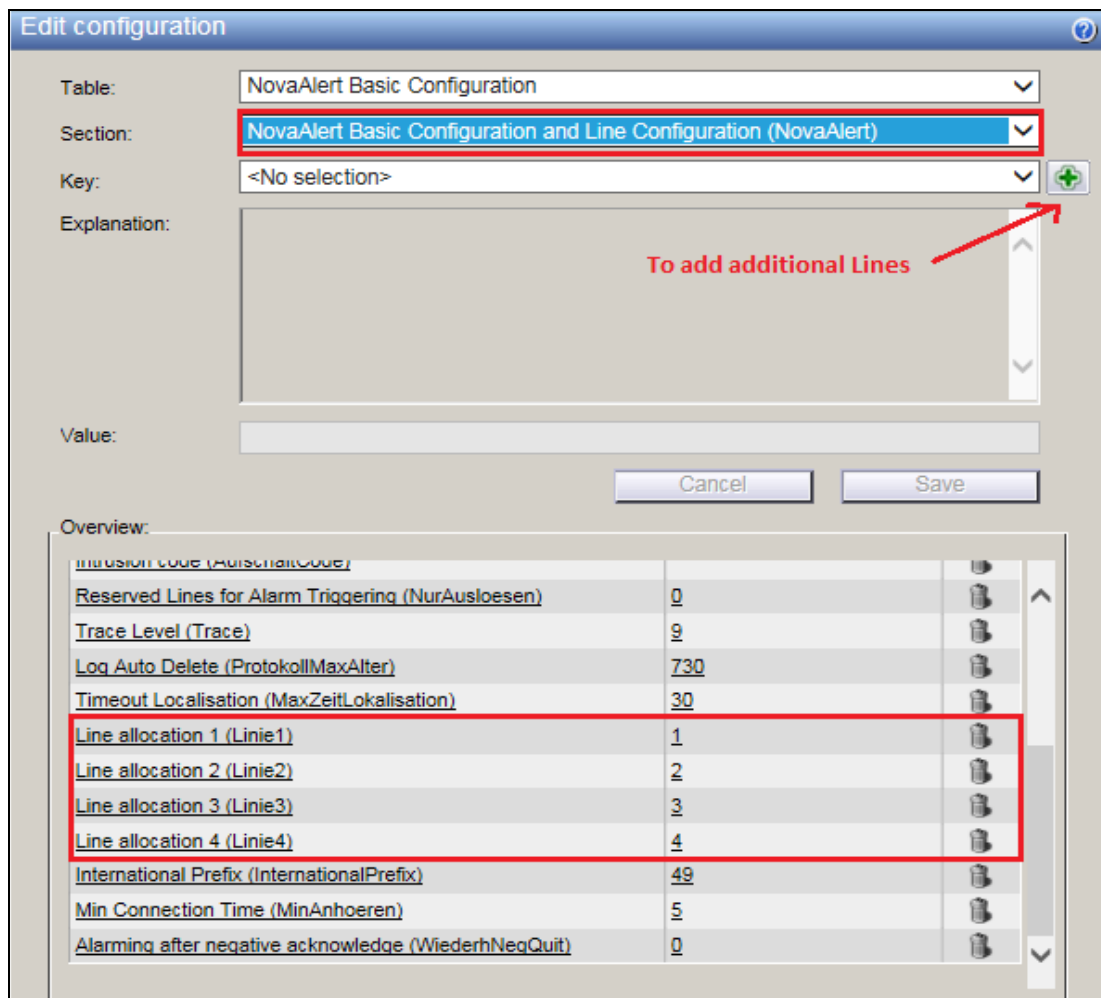 Edit configuration
Table: NovaAlert Basic Configuration
Section: NovaAlert Basic Configuration and Line Configuration (NovaAlert)
Key: <No selection>
Explanation:
To add additional Lines
Value:
Cancel Save
Overview:
Intrusion code (AufschaltCode)
Reserved Lines for Alarm Triggering (NurAusloesen) 0
Trace Level (Trace) 9
Log Auto Delete (ProtokollMaxAlter) 730
Timeout Localisation (MaxZeitLokalisation) 30
Line allocation 1 (Linie1) 1
Line allocation 2 (Linie2) 2
Line allocation 3 (Linie3) 3
Line allocation 4 (Linie4) 4
International Prefix (InternationalPrefix) 49
Min Connection Time (MinAnhoeren) 5
Alarming after negative acknowledge (WiederhNegQuit) 0